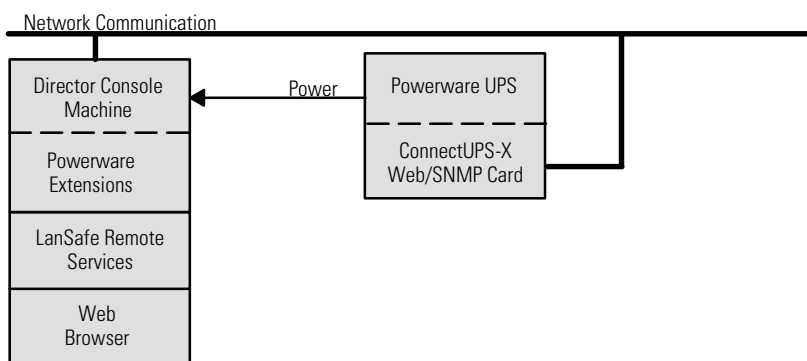 Network Communication
Director Console
Machine
Powerware
Extensions
LanSafe Remote
Services
Web
Browser
Power
Powerware UPS
ConnectUPS-X
Web/SNMP Card